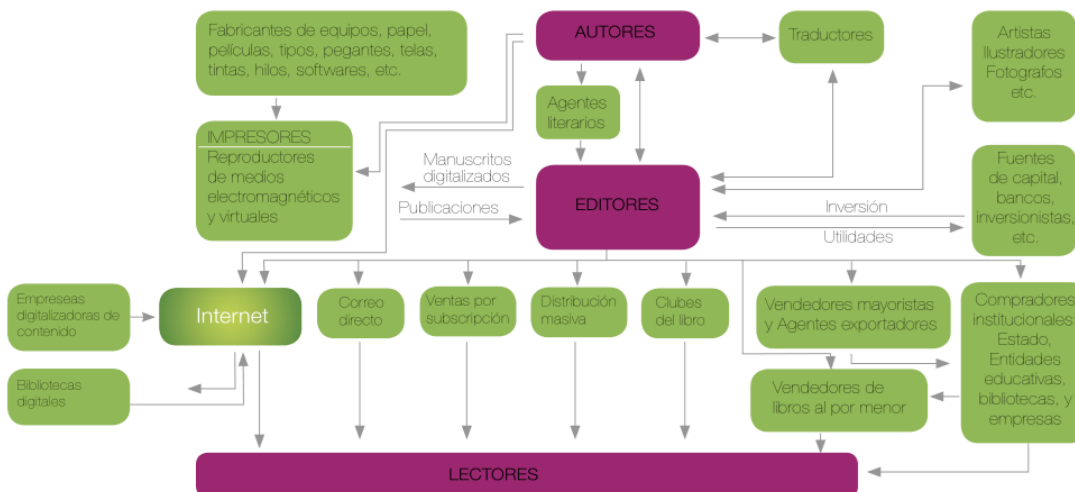 Fabricantes de equipos, papel,
películas, tipos, pegantes, telas,
tintas, hilos, softwares, etc.
AUTORES
Traductores
Artistas
Ilustradores
Fotografos
etc.
Agentes
literarios
IMPRESORES
Reproductores
de medios
electromagnéticos
y virtuales
Manuscritos
digitalizados
Publicaciones
EDITORES
Inversión
Utilidades
Fuentes
de capital,
bancos,
inversionistas,
etc.
Empreseas
digitalizadoras de
contenido
Internet
Correo
directo
Ventas por
subscripción
Distribución
masiva
Clubes
del libro
Vendedores mayoristas
y Agentes exportadores
Compradores
institucionales:
Estado,
Entidades
educativas,
bibliotecas, y
empresas
Bibliotecas
digitales
Vendedores de
libros al por menor
LECTORES